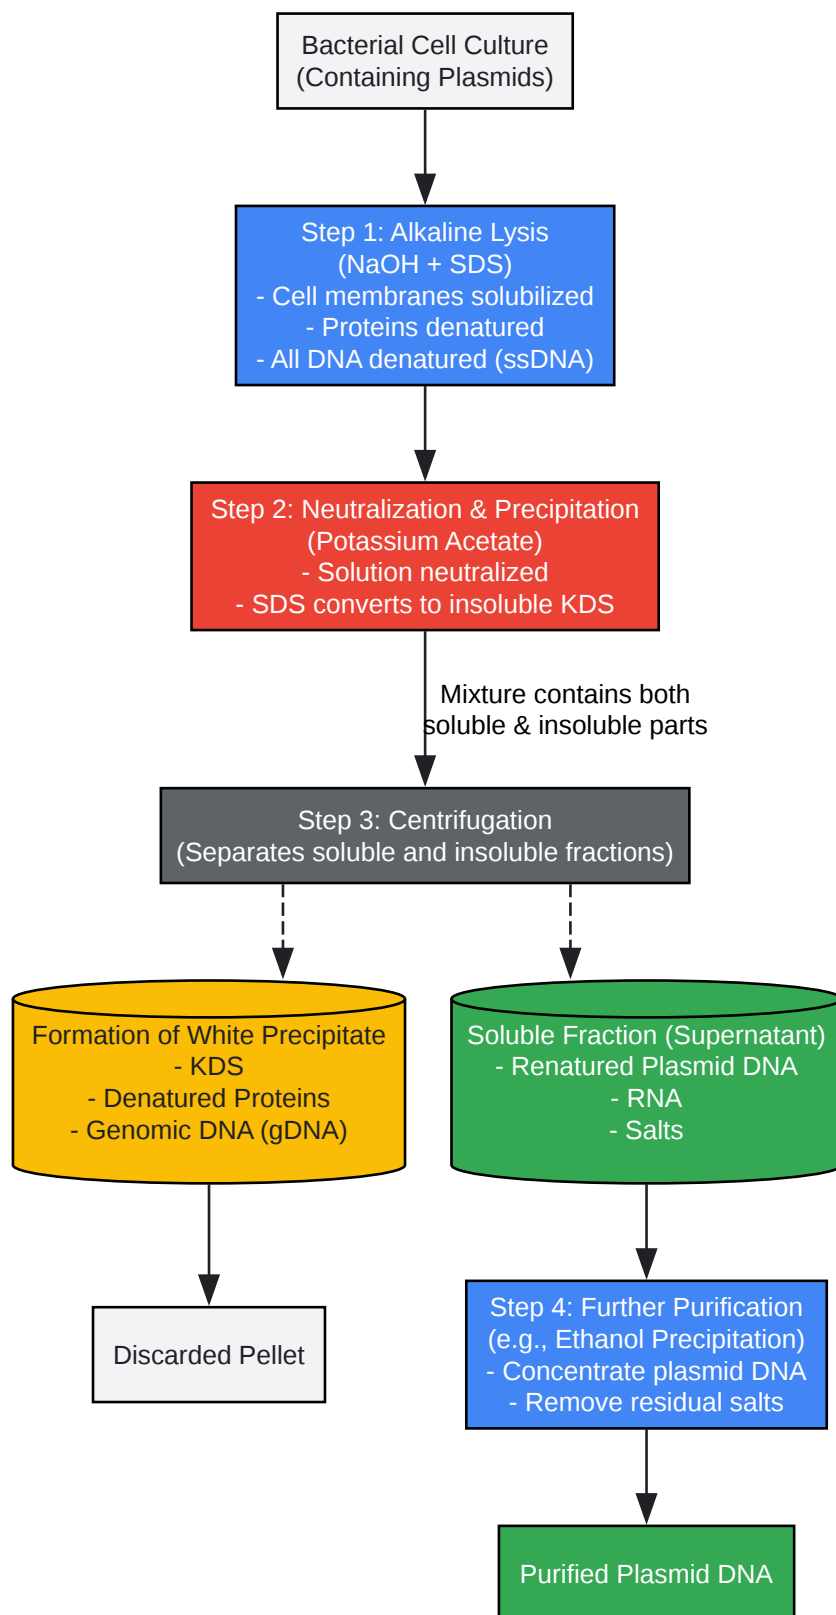 Bacterial Cell Culture
(Containing Plasmids)
Step 1: Alkaline Lysis
(NaOH + SDS)
- Cell membranes solubilized
- Proteins denatured
- All DNA denatured (ssDNA)
Step 2: Neutralization & Precipitation
(Potassium Acetate)
- Solution neutralized
- SDS converts to insoluble KDS
Mixture contains both
soluble & insoluble parts
Step 3: Centrifugation
(Separates soluble and insoluble fractions)
Formation of White Precipitate
- KDS
- Denatured Proteins
- Genomic DNA (gDNA)
Soluble Fraction (Supernatant)
- Renatured Plasmid DNA
- RNA
- Salts
Discarded Pellet
Step 4: Further Purification
(e.g., Ethanol Precipitation)
- Concentrate plasmid DNA
- Remove residual salts
Purified Plasmid DNA